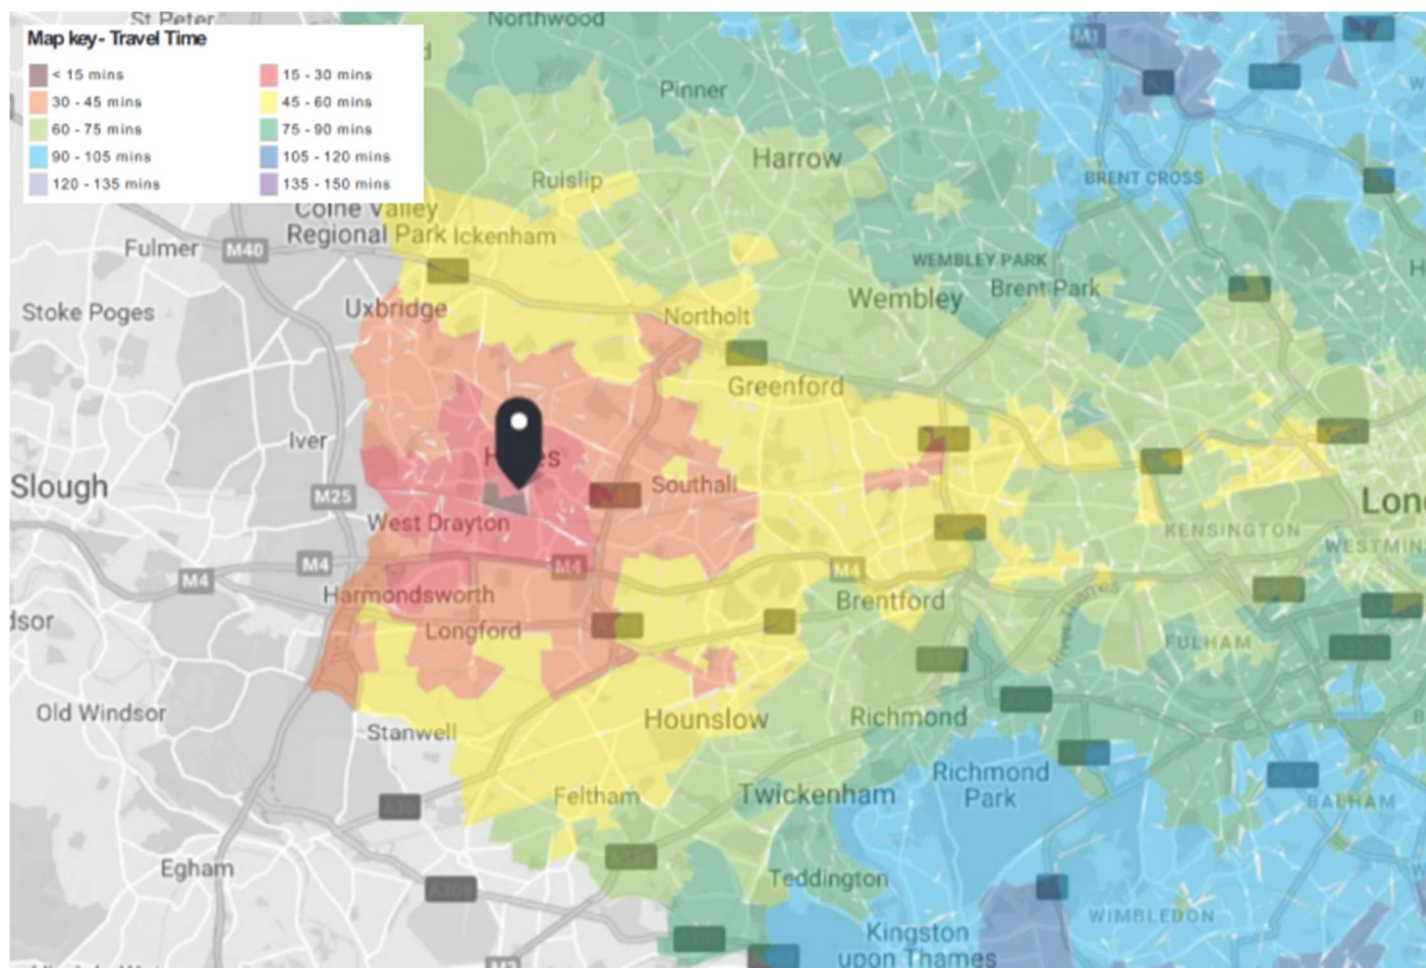 St Peter
Northwood
Map key - Travel Time
< 15 mins
15 - 30 mins
30 - 45 mins
45 - 60 mins
60 - 75 mins
75 - 90 mins
90 - 105 mins
105 - 120 mins
120 - 135 mins
135 - 150 mins
M1
Pinner
Harrow
Ruislip
BRENT CROSS
Colne Valley
Regional Park
Ickenham
Fulmer
M40
WEMBLEY PARK
Brent Park
Stoke Poges
Uxbridge
Northolt
Wembley
Greenford
Iver
Slough
M25
Southall
West Drayton
KENSINGTON
M4
M4
M4
M4
Harmondsworth
Brentford
River Thames
Longford
FULHAM
Old Windsor
Stanwell
Hounslow
Richmond
Richmond
Park
Feltham
Twickenham
BALHAM
Egham
Teddington
WIMBLEDON
Kingston
upon Thames